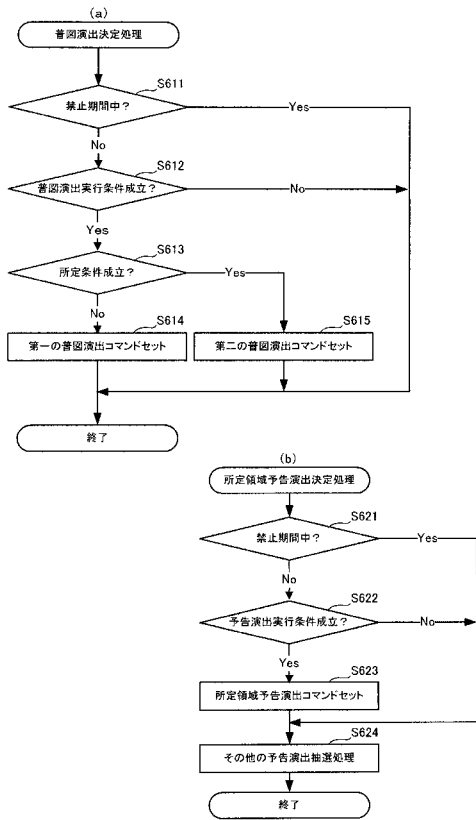 (a)
普図演出決定処理
S611
禁止期間中?
Yes
No
S612
普図演出実行条件成立?
No
Yes
S613
所定条件成立?
Yes
No
S614
第一の普図演出コマンドセット
S615
第二の普図演出コマンドセット
終了
(b)
所定領域予告演出決定処理
S621
禁止期間中?
Yes
No
S622
予告演出実行条件成立?
No
Yes
S623
所定領域予告演出コマンドセット
S624
その他の予告演出抽選処理
終了